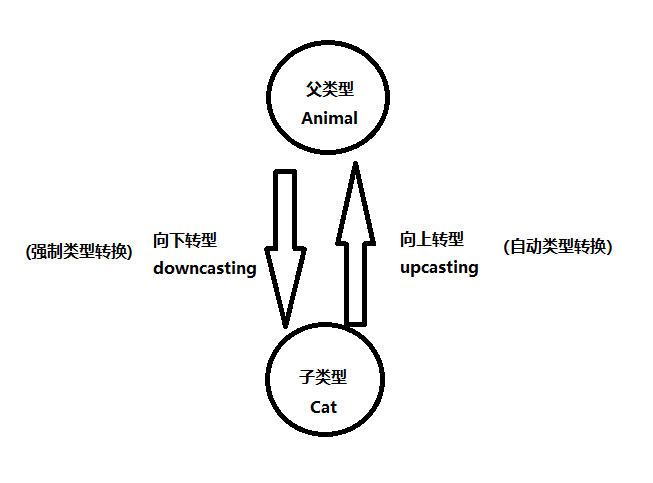 父类型
Animal
(强制类型转换)
向下转型
downcasting
向上转型
upcasting
(自动类型转换)
子类型
Cat